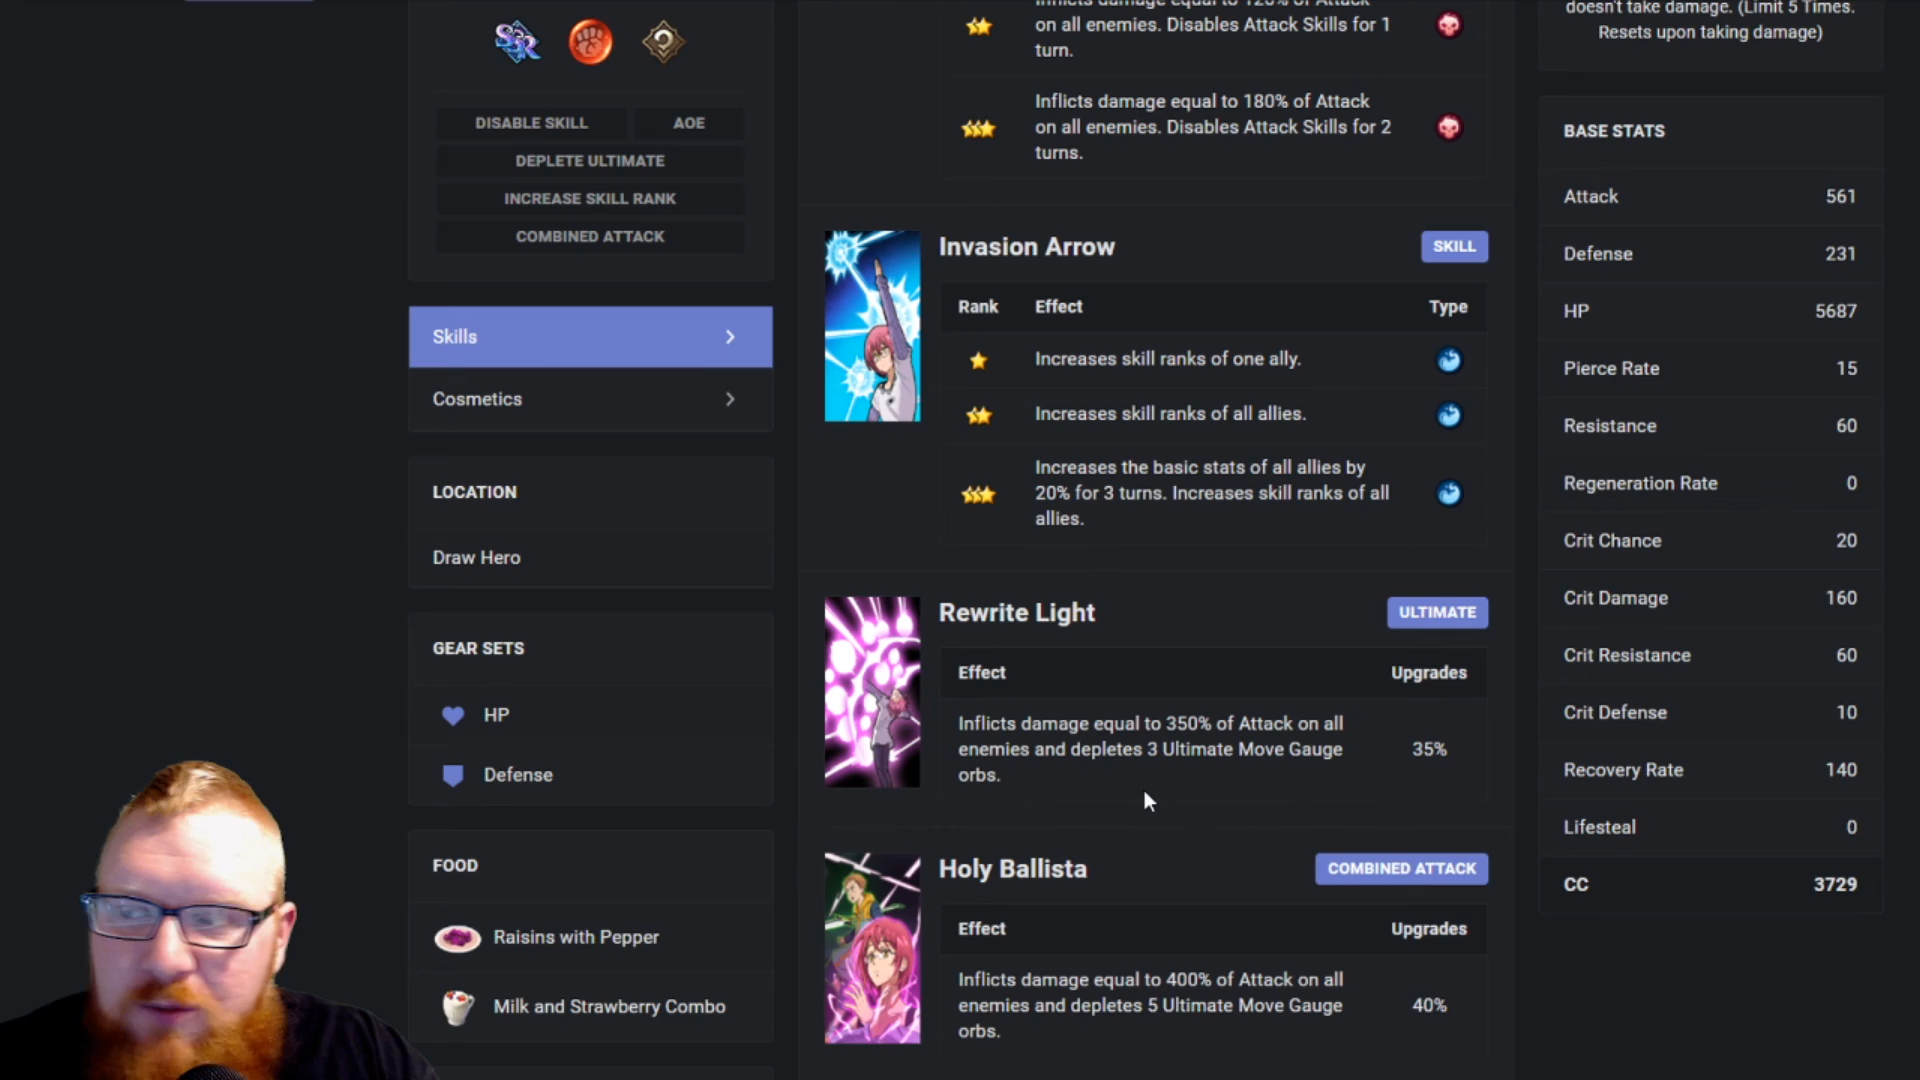 SSR
DISABLE SKILL
AOE
DEPLETE ULTIMATE
INCREASE SKILL RANK
COMBINED ATTACK
Skills
Cosmetics
LOCATION
Draw Hero
GEAR SETS
HP
Defense
FOOD
Raisins with Pepper
Milk and Strawberry Combo
Inflicts damage equal to 120% of Attack
on all enemies. Disables Attack Skills for 1
turn.
Inflicts damage equal to 180% of Attack
on all enemies. Disables Attack Skills for 2
turns.
Invasion Arrow
SKILL
Rank Effect Type
Increases skill ranks of one ally.
Increases skill ranks of all allies.
Increases the basic stats of all allies by
20% for 3 turns. Increases skill ranks of all
allies.
Rewrite Light
ULTIMATE
Effect Upgrades
Inflicts damage equal to 350% of Attack on all
enemies and depletes 3 Ultimate Move Gauge
orbs.
35%
Holy Ballista
COMBINED ATTACK
Effect Upgrades
Inflicts damage equal to 400% of Attack on all
enemies and depletes 5 Ultimate Move Gauge
orbs.
40%
doesn't take damage. (Limit 5 Times.
Resets upon taking damage)
BASE STATS
Attack 561
Defense 231
HP 5687
Pierce Rate 15
Resistance 60
Regeneration Rate 0
Crit Chance 20
Crit Damage 160
Crit Resistance 60
Crit Defense 10
Recovery Rate 140
Lifesteal 0
CC 3729